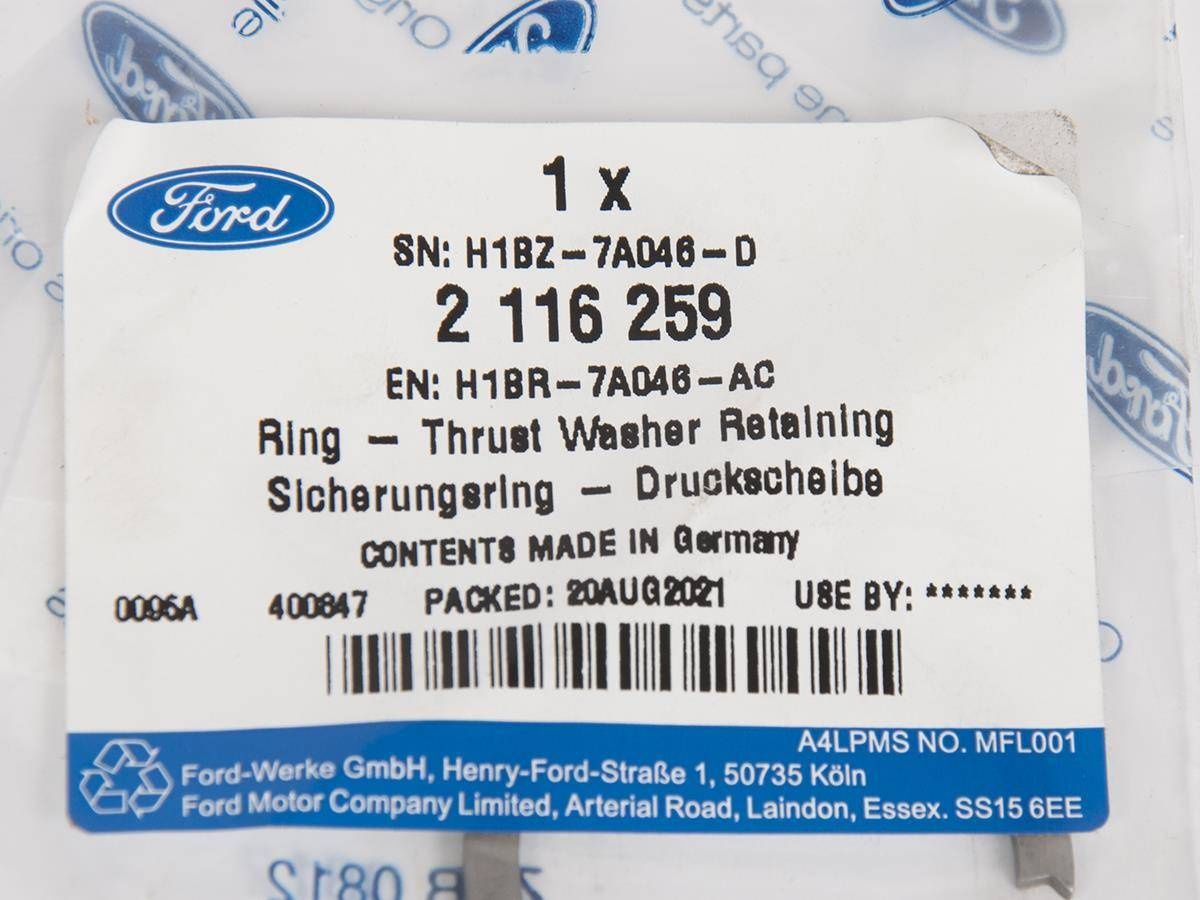 Ford
1 x
SN: H1BZ-7A046-D
2 116 259
EN: H1BR-7A046-AC
Ring - Thrust Washer Retaining
Sicherungsring - Druckscheibe
CONTENTS MADE IN Germany
0095A 400847 PACKED: 20AUG2021 USE BY: *******
A4LPMS NO. MFL001
Ford-Werke GmbH, Henry-Ford-Straße 1, 50735 Köln
Ford Motor Company Limited, Arterial Road, Laindon, Essex. SS15 6EE